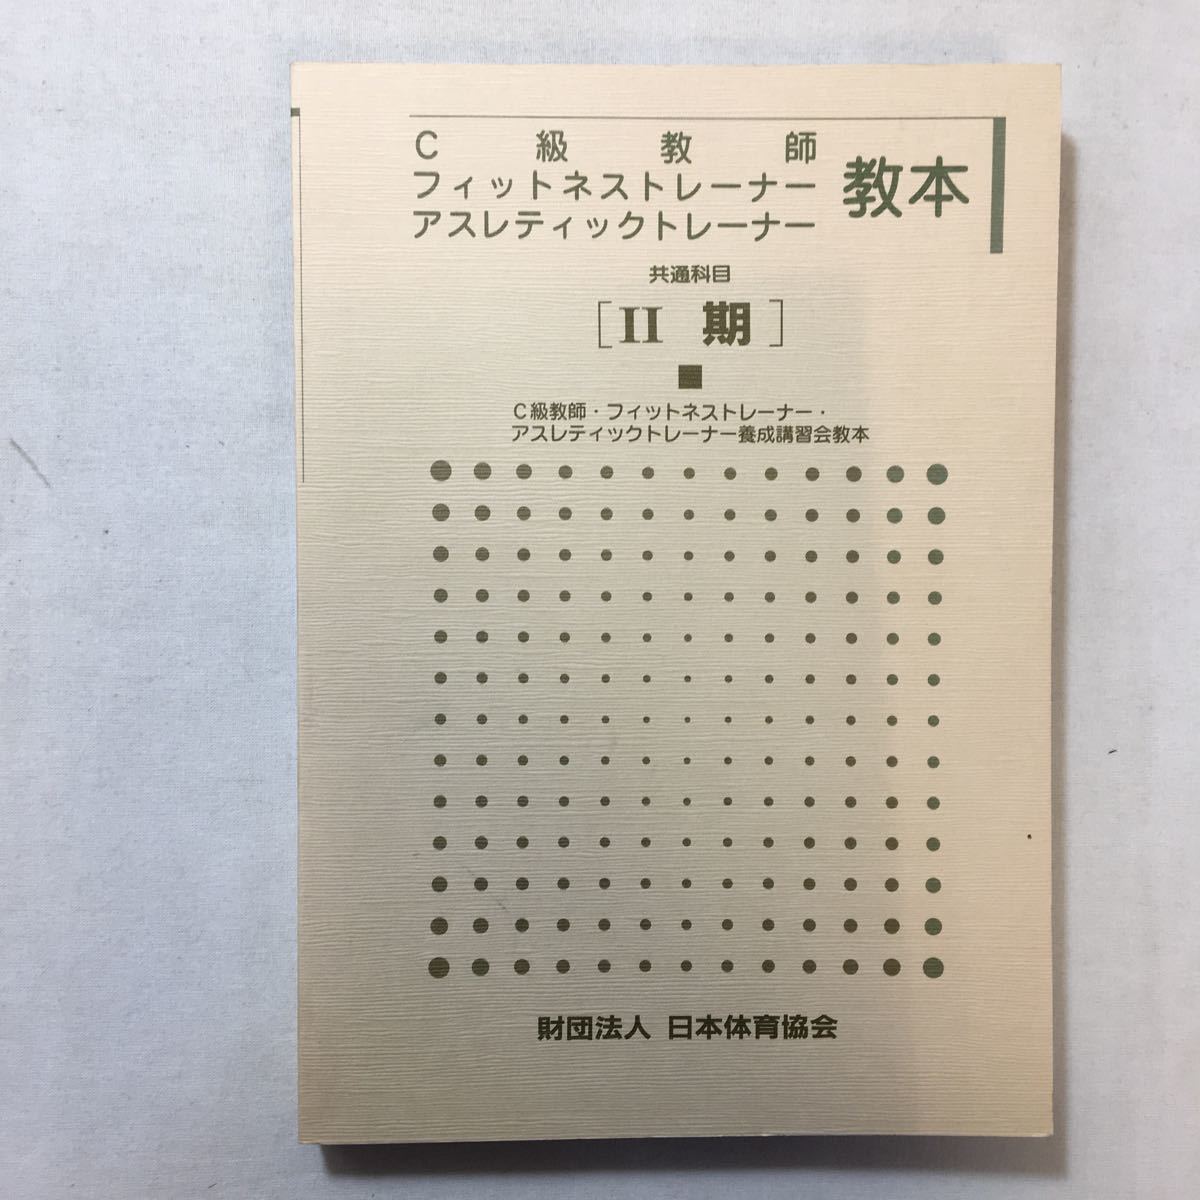 C級教師
フィットネストレーナー
アスレティックトレーナー
教本
共通科目
[II 期]
C級教師・フィットネストレーナー・
アスレティックトレーナー養成講習会教本
財団法人 日本体育協会